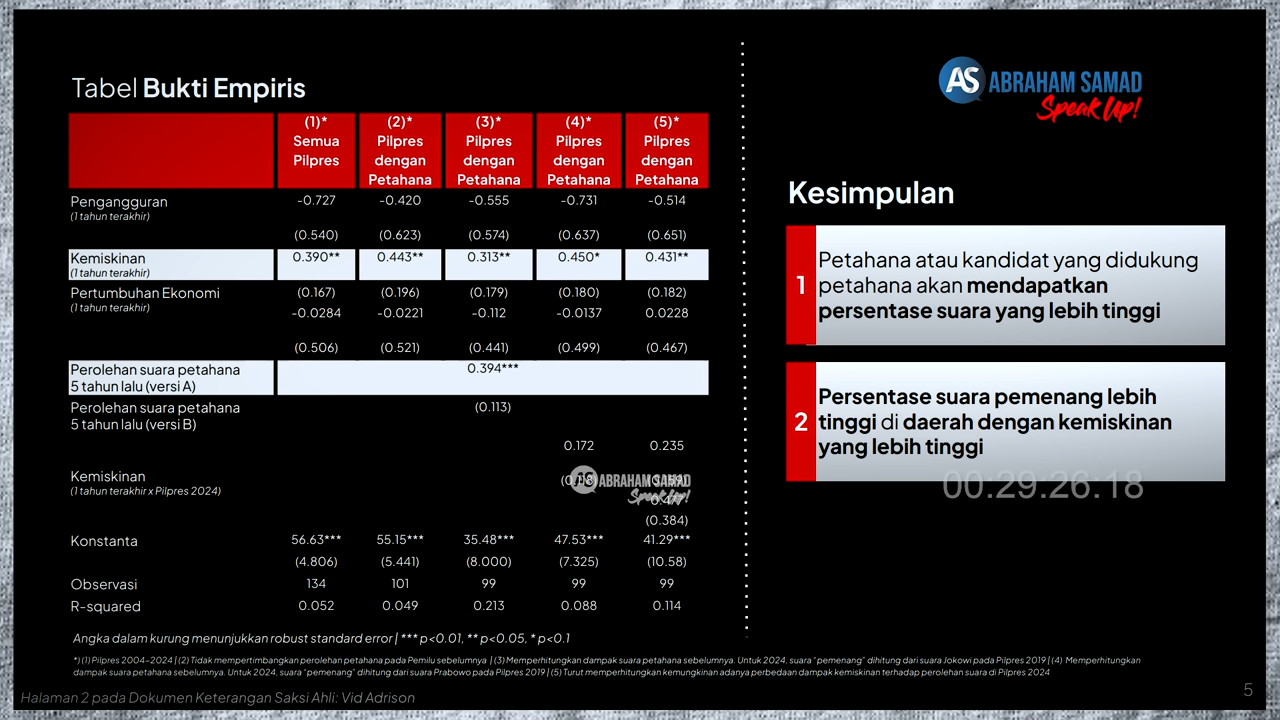 Tabel Bukti Empiris
(1)* Semua Pilpres
(2)* Pilpres dengan Petahana
(3)* Pilpres dengan Petahana
(4)* Pilpres dengan Petahana
(5)* Pilpres dengan Petahana
Pengangguran -0.727 -0.420 -0.555 -0.731 -0.514
(1 tahun terakhir)
(0.540) (0.623) (0.574) (0.637) (0.651)
Kemiskinan 0.390** 0.443** 0.313** 0.450* 0.431**
(1 tahun terakhir)
Pertumbuhan Ekonomi (0.167) (0.196) (0.179) (0.180) (0.182)
(1 tahun terakhir) -0.0284 -0.0221 -0.112 -0.0137 0.0228
(0.506) (0.521) (0.441) (0.499) (0.467)
Perolehan suara petahana 0.394***
5 tahun lalu (versi A)
Perolehan suara petahana (0.113)
5 tahun lalu (versi B)
0.172 0.235
Kemiskinan
(1 tahun terakhir x Pilpres 2024)
ABRAHAM SAMAD
Speak Up!
(0.384)
Konstanta 56.63*** 55.15*** 35.48*** 47.53*** 41.29***
(4.806) (5.441) (8.000) (7.325) (10.58)
Observasi 134 101 99 99 99
R-squared 0.052 0.049 0.213 0.088 0.114
Angka dalam kurung menunjukkan robust standard error | *** p<0.01, ** p<0.05, * p<0.1
*) (1) Pilpres 2004-2024 | (2) Tidak mempertimbangkan perolehan petahana pada Pemilu sebelumnya | (3) Memperhitungkan dampak suara petahana sebelumnya. Untuk 2024, suara "pemenang" dihitung dari suara Jokowi pada Pilpres 2019 | (4) Memperhitungkan
dampak suara petahana sebelumnya. Untuk 2024, suara "pemenang" dihitung dari suara Prabowo pada Pilpres 2019 | (5) Turut memperhitungkan kemungkinan adanya perbedaan dampak kemiskinan terhadap perolehan suara di Pilpres 2024
Halaman 2 pada Dokumen Keterangan Saksi Ahli: Vid Adrison
AS ABRAHAM SAMAD
Speak Up!
Kesimpulan
1
Petahana atau kandidat yang didukung
petahana akan mendapatkan
persentase suara yang lebih tinggi
2
Persentase suara pemenang lebih
tinggi di daerah dengan kemiskinan
yang lebih tinggi
00:29:26:18
5